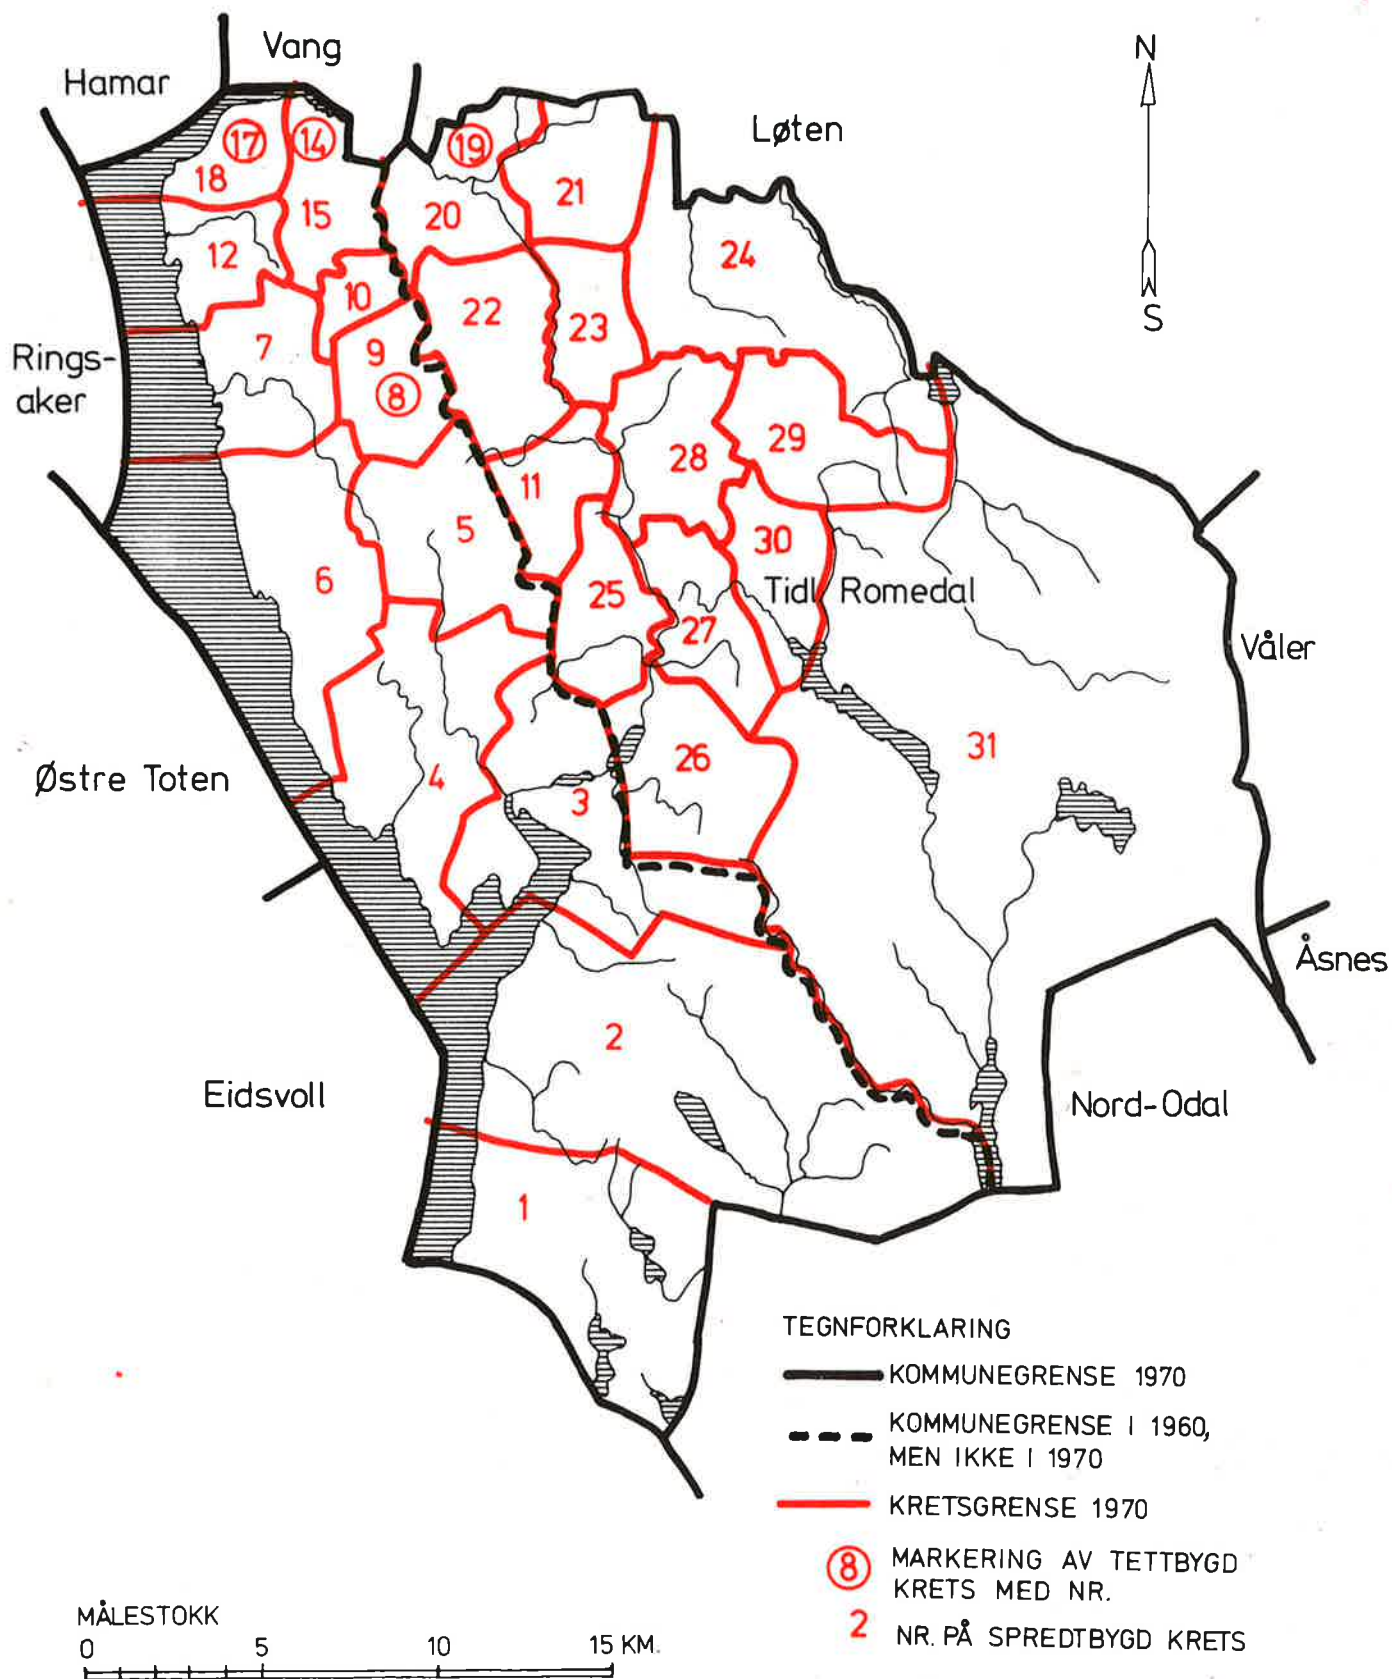 Vang
Hamar
N
Løten
17
14
19
18
21
15
20
12
24
10
22
23
S
7
9
Rings-
aker
8
29
28
11
5
30
6
25
Tidl Romedal
27
Våler
31
26
Østre Toten
4
3
Åsnes
2
Eidsvoll
Nord-Odal
1
TEGNFORKLARING
KOMMUNEGRENSE 1970
KOMMUNEGRENSE I 1960,
MEN IKKE I 1970
KRETSGRENSE 1970
8 MARKERING AV TETTBYGD
KRETS MED NR.
2 NR. PÅ SPREDTBYGD KRETS
MÅLESTOKK
0 5 10 15 KM.